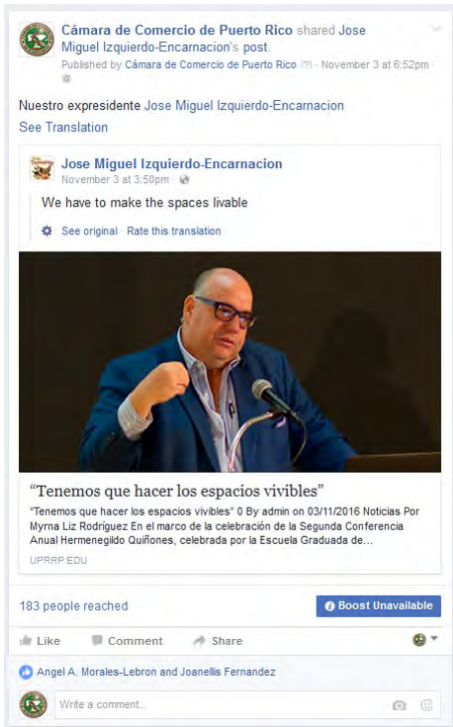 Cámara de Comercio de Puerto Rico shared Jose
Miguel Izquierdo-Encarnacion's post.
Published by Cámara de Comercio de Puerto Rico [?] · November 3 at 6:52pm ·
Nuestro expresidente Jose Miguel Izquierdo-Encarnacion
See Translation
Jose Miguel Izquierdo-Encarnacion
November 3 at 3:50pm ·
We have to make the spaces livable
See original · Rate this translation
“Tenemos que hacer los espacios vivibles”
"Tenemos que hacer los espacios vivibles" 0 By admin on 03/11/2016 Noticias Por
Myrna Liz Rodríguez En el marco de la celebración de la Segunda Conferencia
Anual Hermenegildo Quiñones, celebrada por la Escuela Graduada de...
UPRRP.EDU
183 people reached
Boost Unavailable
Like Comment Share
Angel A. Morales-Lebron and Joanellis Fernandez
Write a comment...